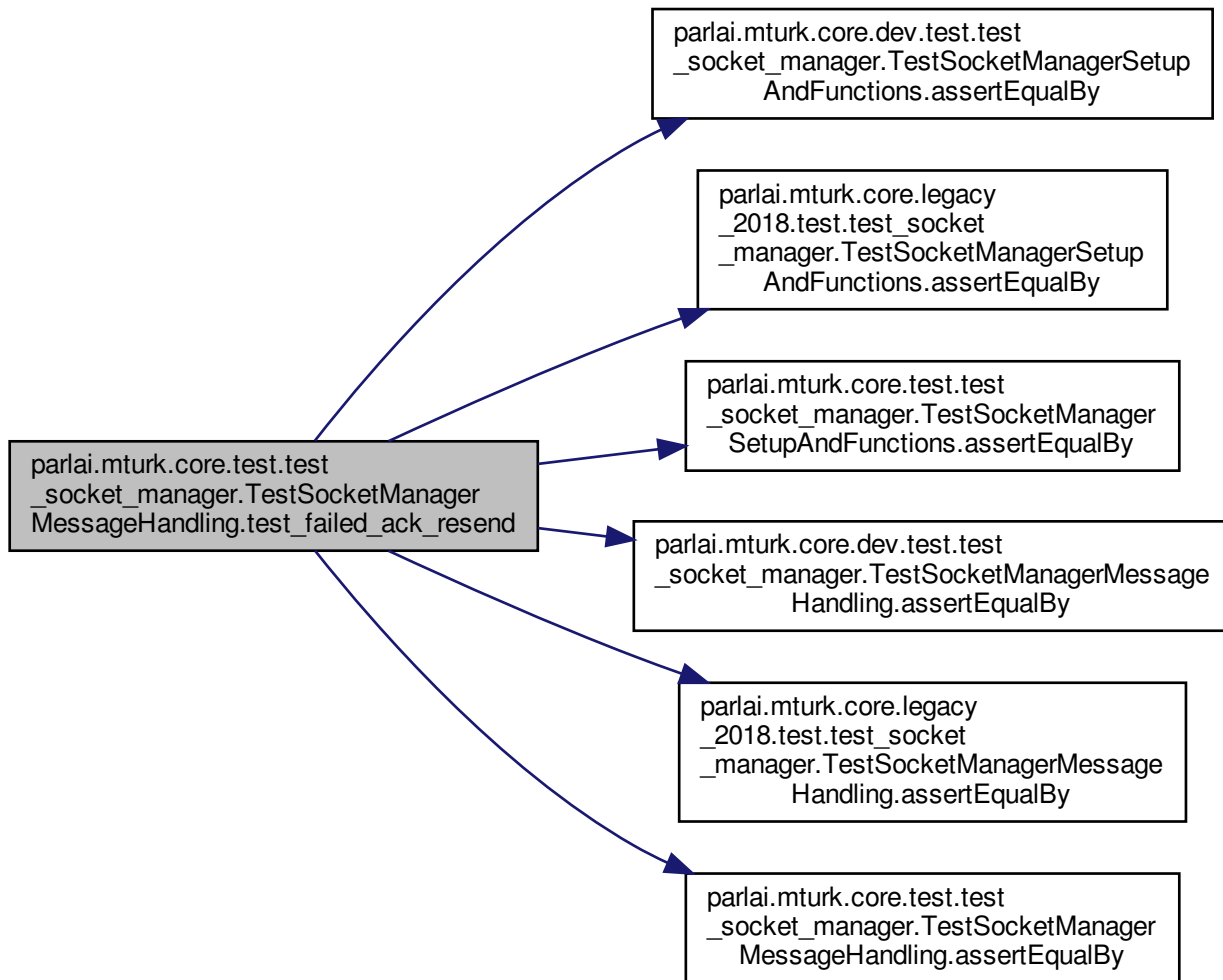 parlai.mturk.core.dev.test.test
_socket_manager.TestSocketManagerSetup
AndFunctions.assertEqualBy
parlai.mturk.core.legacy
_2018.test.test_socket
_manager.TestSocketManagerSetup
AndFunctions.assertEqualBy
parlai.mturk.core.test.test
_socket_manager.TestSocketManager
SetupAndFunctions.assertEqualBy
parlai.mturk.core.test.test
_socket_manager.TestSocketManager
MessageHandling.test_failed_ack_resend
parlai.mturk.core.dev.test.test
_socket_manager.TestSocketManagerMessage
Handling.assertEqualBy
parlai.mturk.core.legacy
_2018.test.test_socket
_manager.TestSocketManagerMessage
Handling.assertEqualBy
parlai.mturk.core.test.test
_socket_manager.TestSocketManager
MessageHandling.assertEqualBy